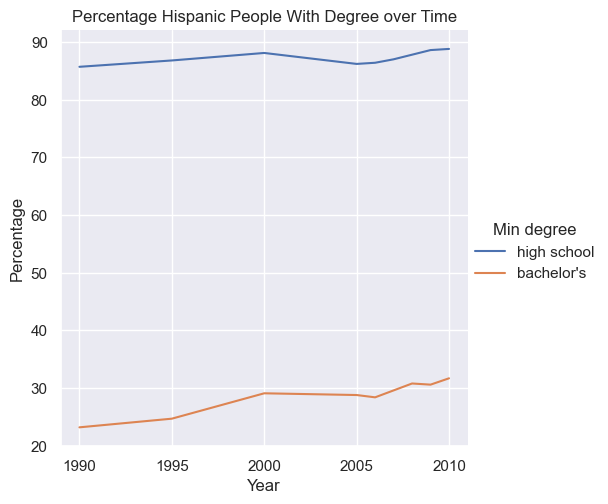 Percentage Hispanic People With Degree over Time
90
80
70
60
50
40
30
20
Percentage
1990 1995 2000 2005 2010
Year
Min degree
high school
bachelor's